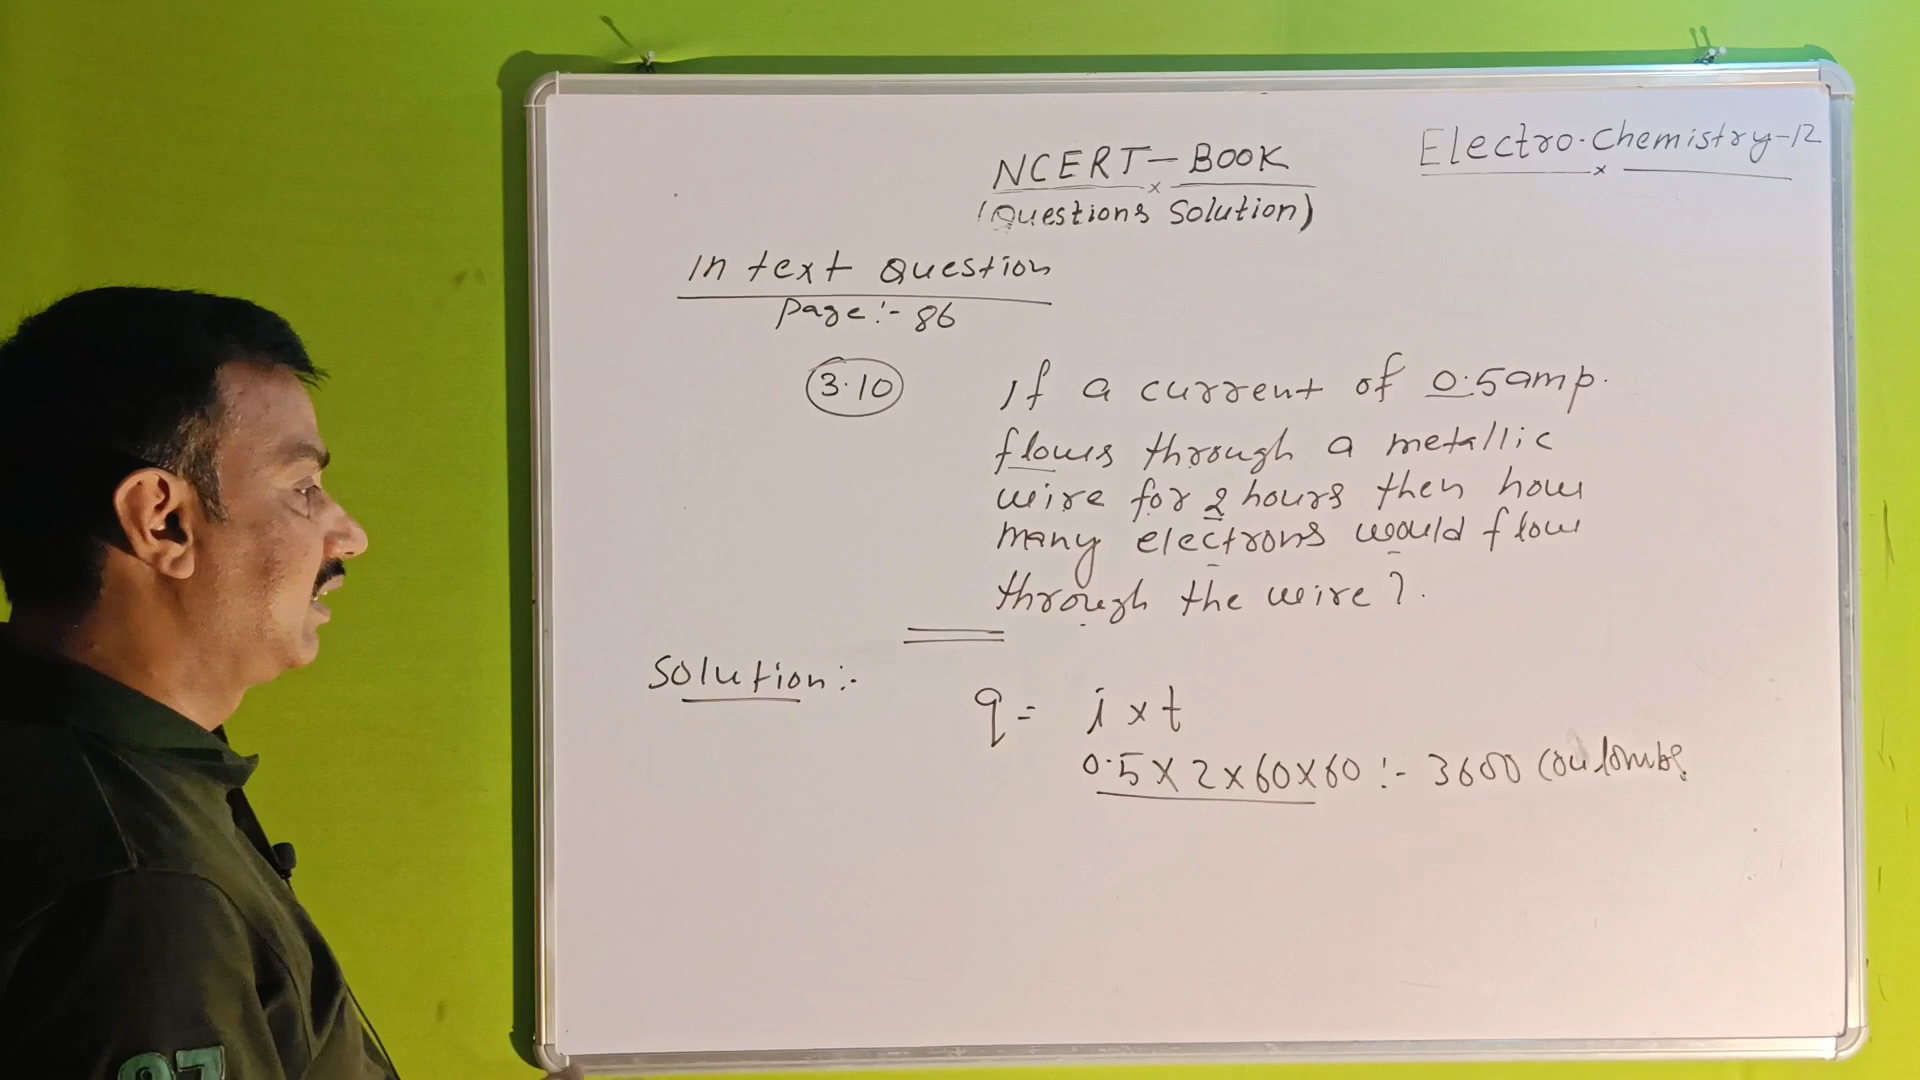 Electro.Chemistry-12
NCERT-BOOK
(Questions Solution)
In text Question
Page:- 86
3.10
If a current of 0.5amp.
flows through a metallic
wire for 2 hours then how
many electrons would flow
through the wire?.
Solution:-
q = i x t
0.5 x 2 x 60 x 60 :- 3600 Coulombs
97